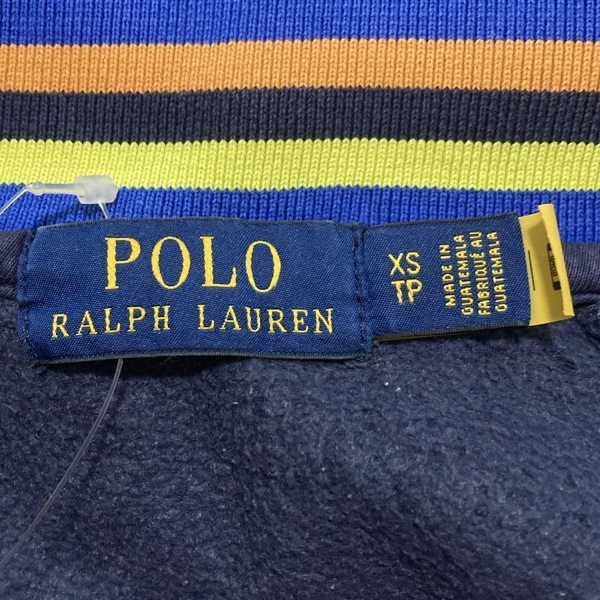 POLO
RALPH LAUREN
XS
TP
MADE IN
GUATEMALA
FABRIQUÉ AU
GUATEMALA